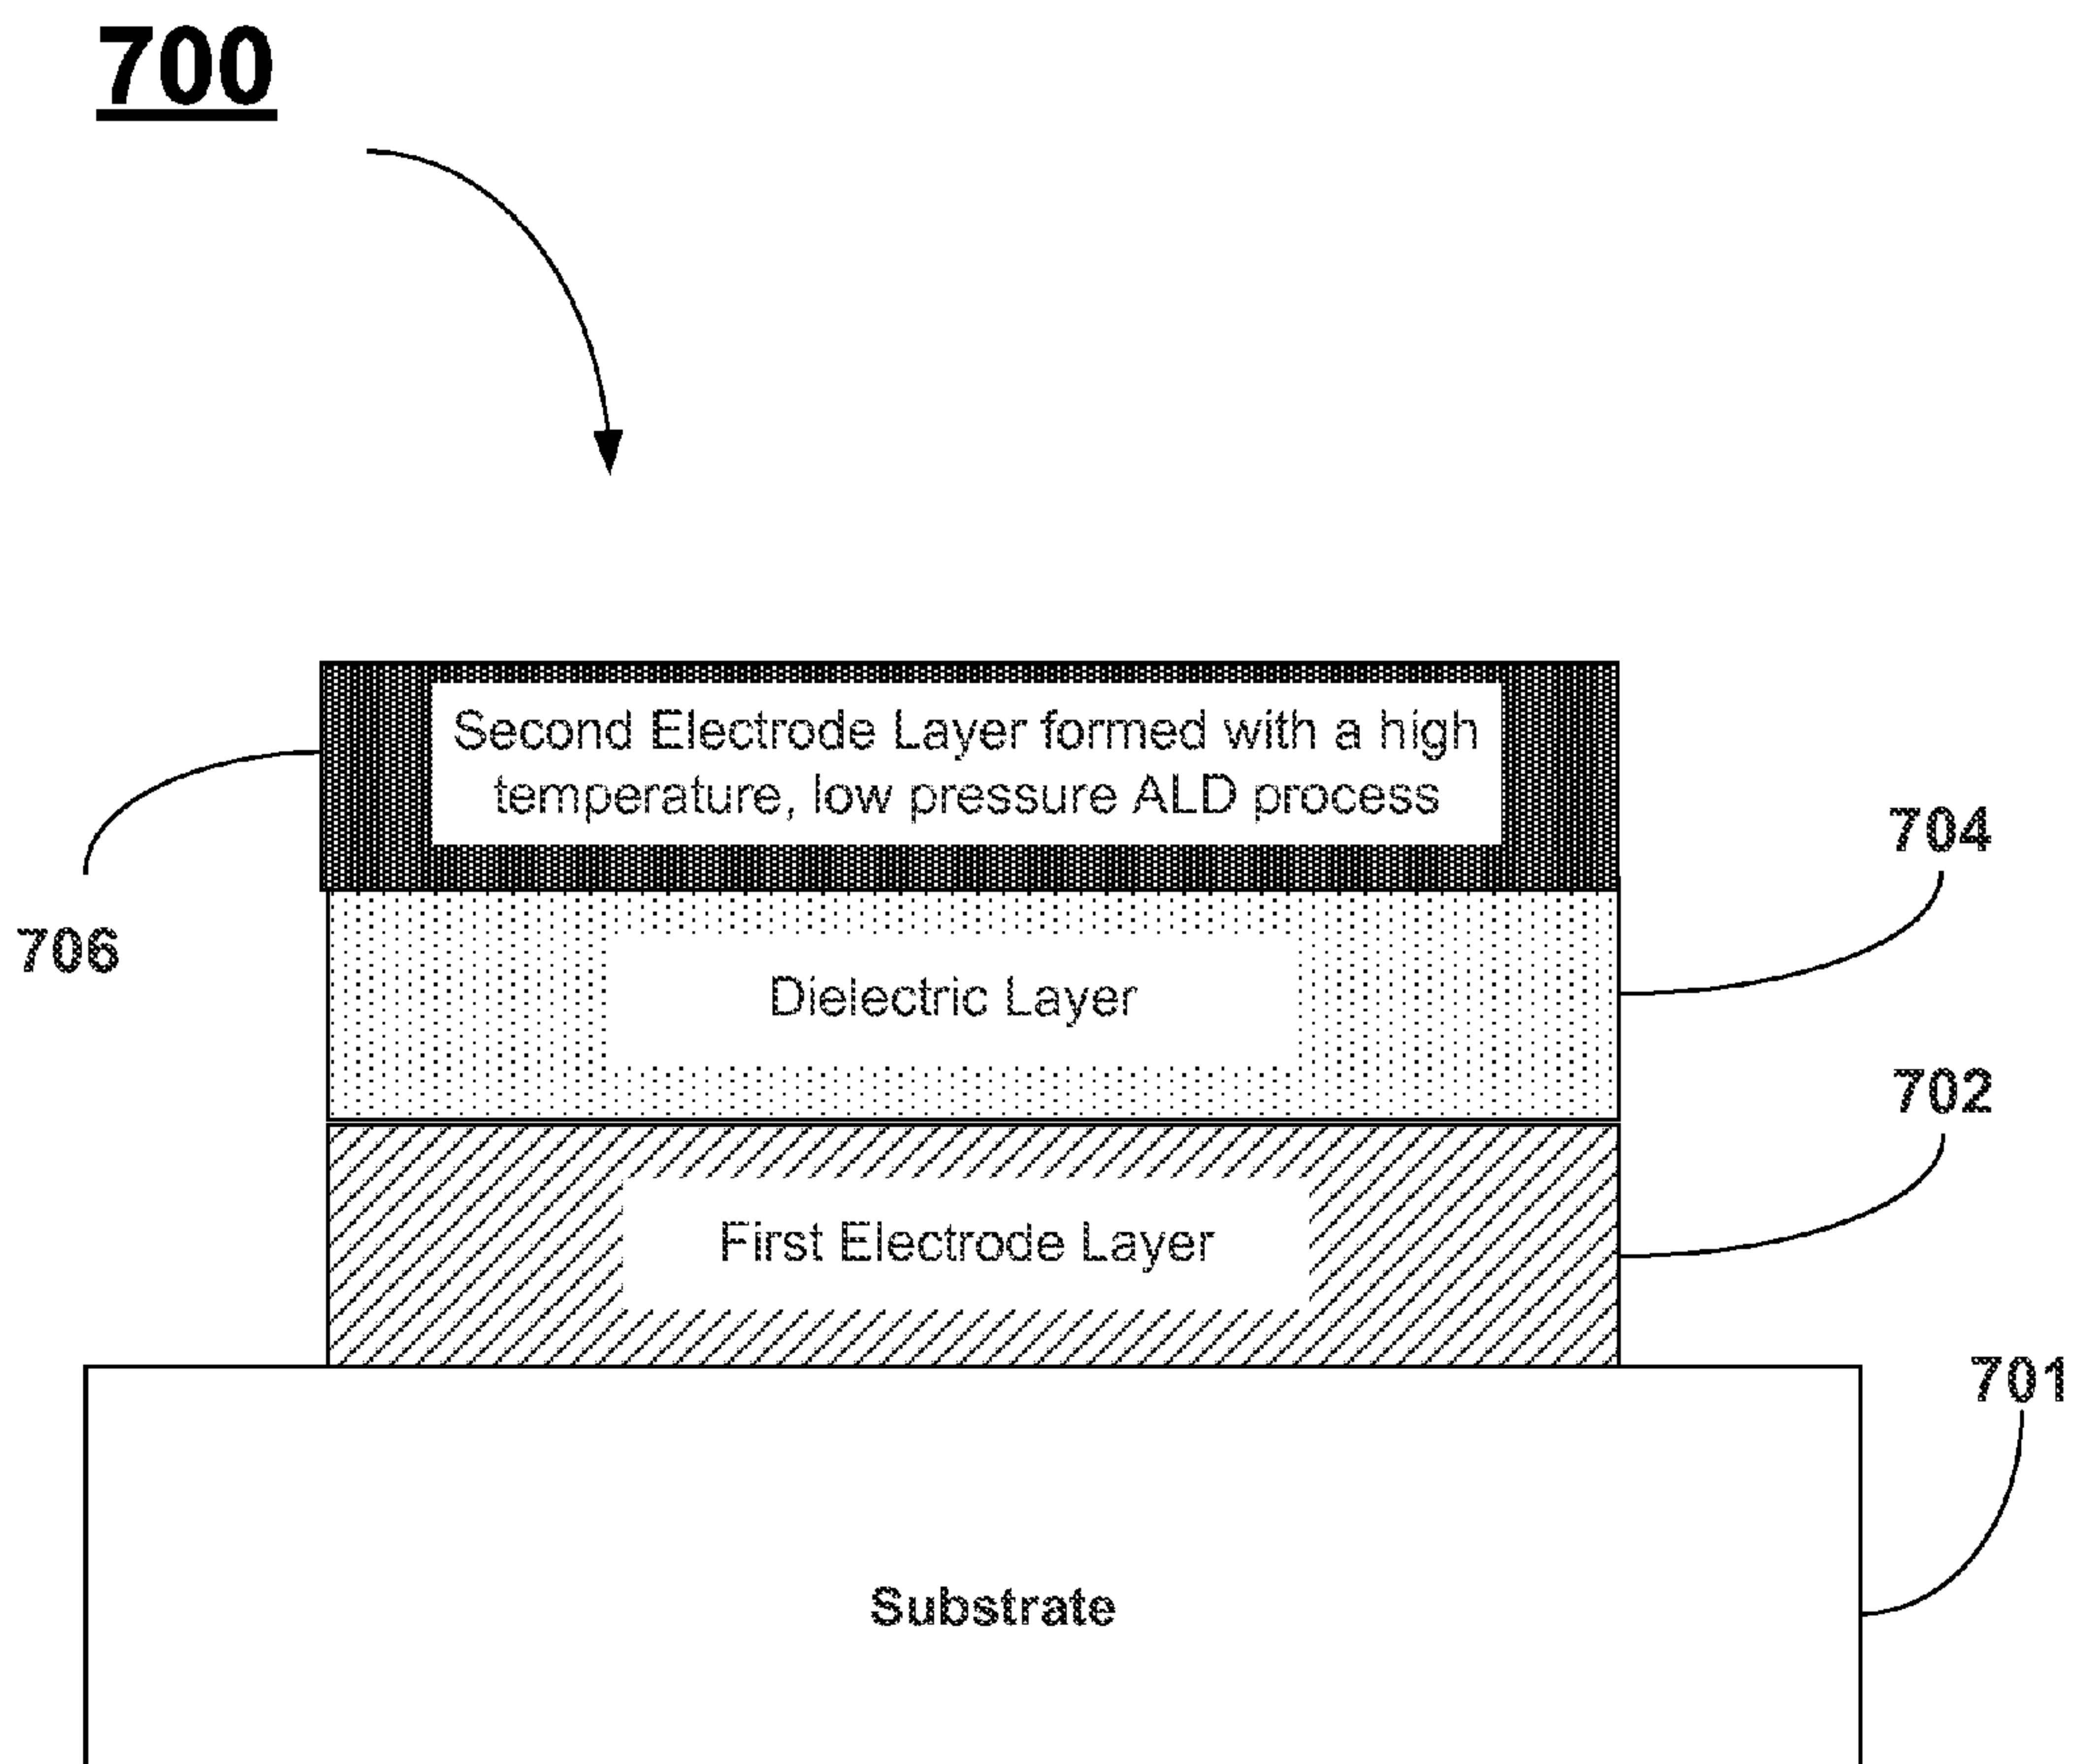 700
Second Electrode Layer formed with a high
temperature, low pressure ALD process
704
706
Dielectric Layer
702
First Electrode Layer
701
Substrate